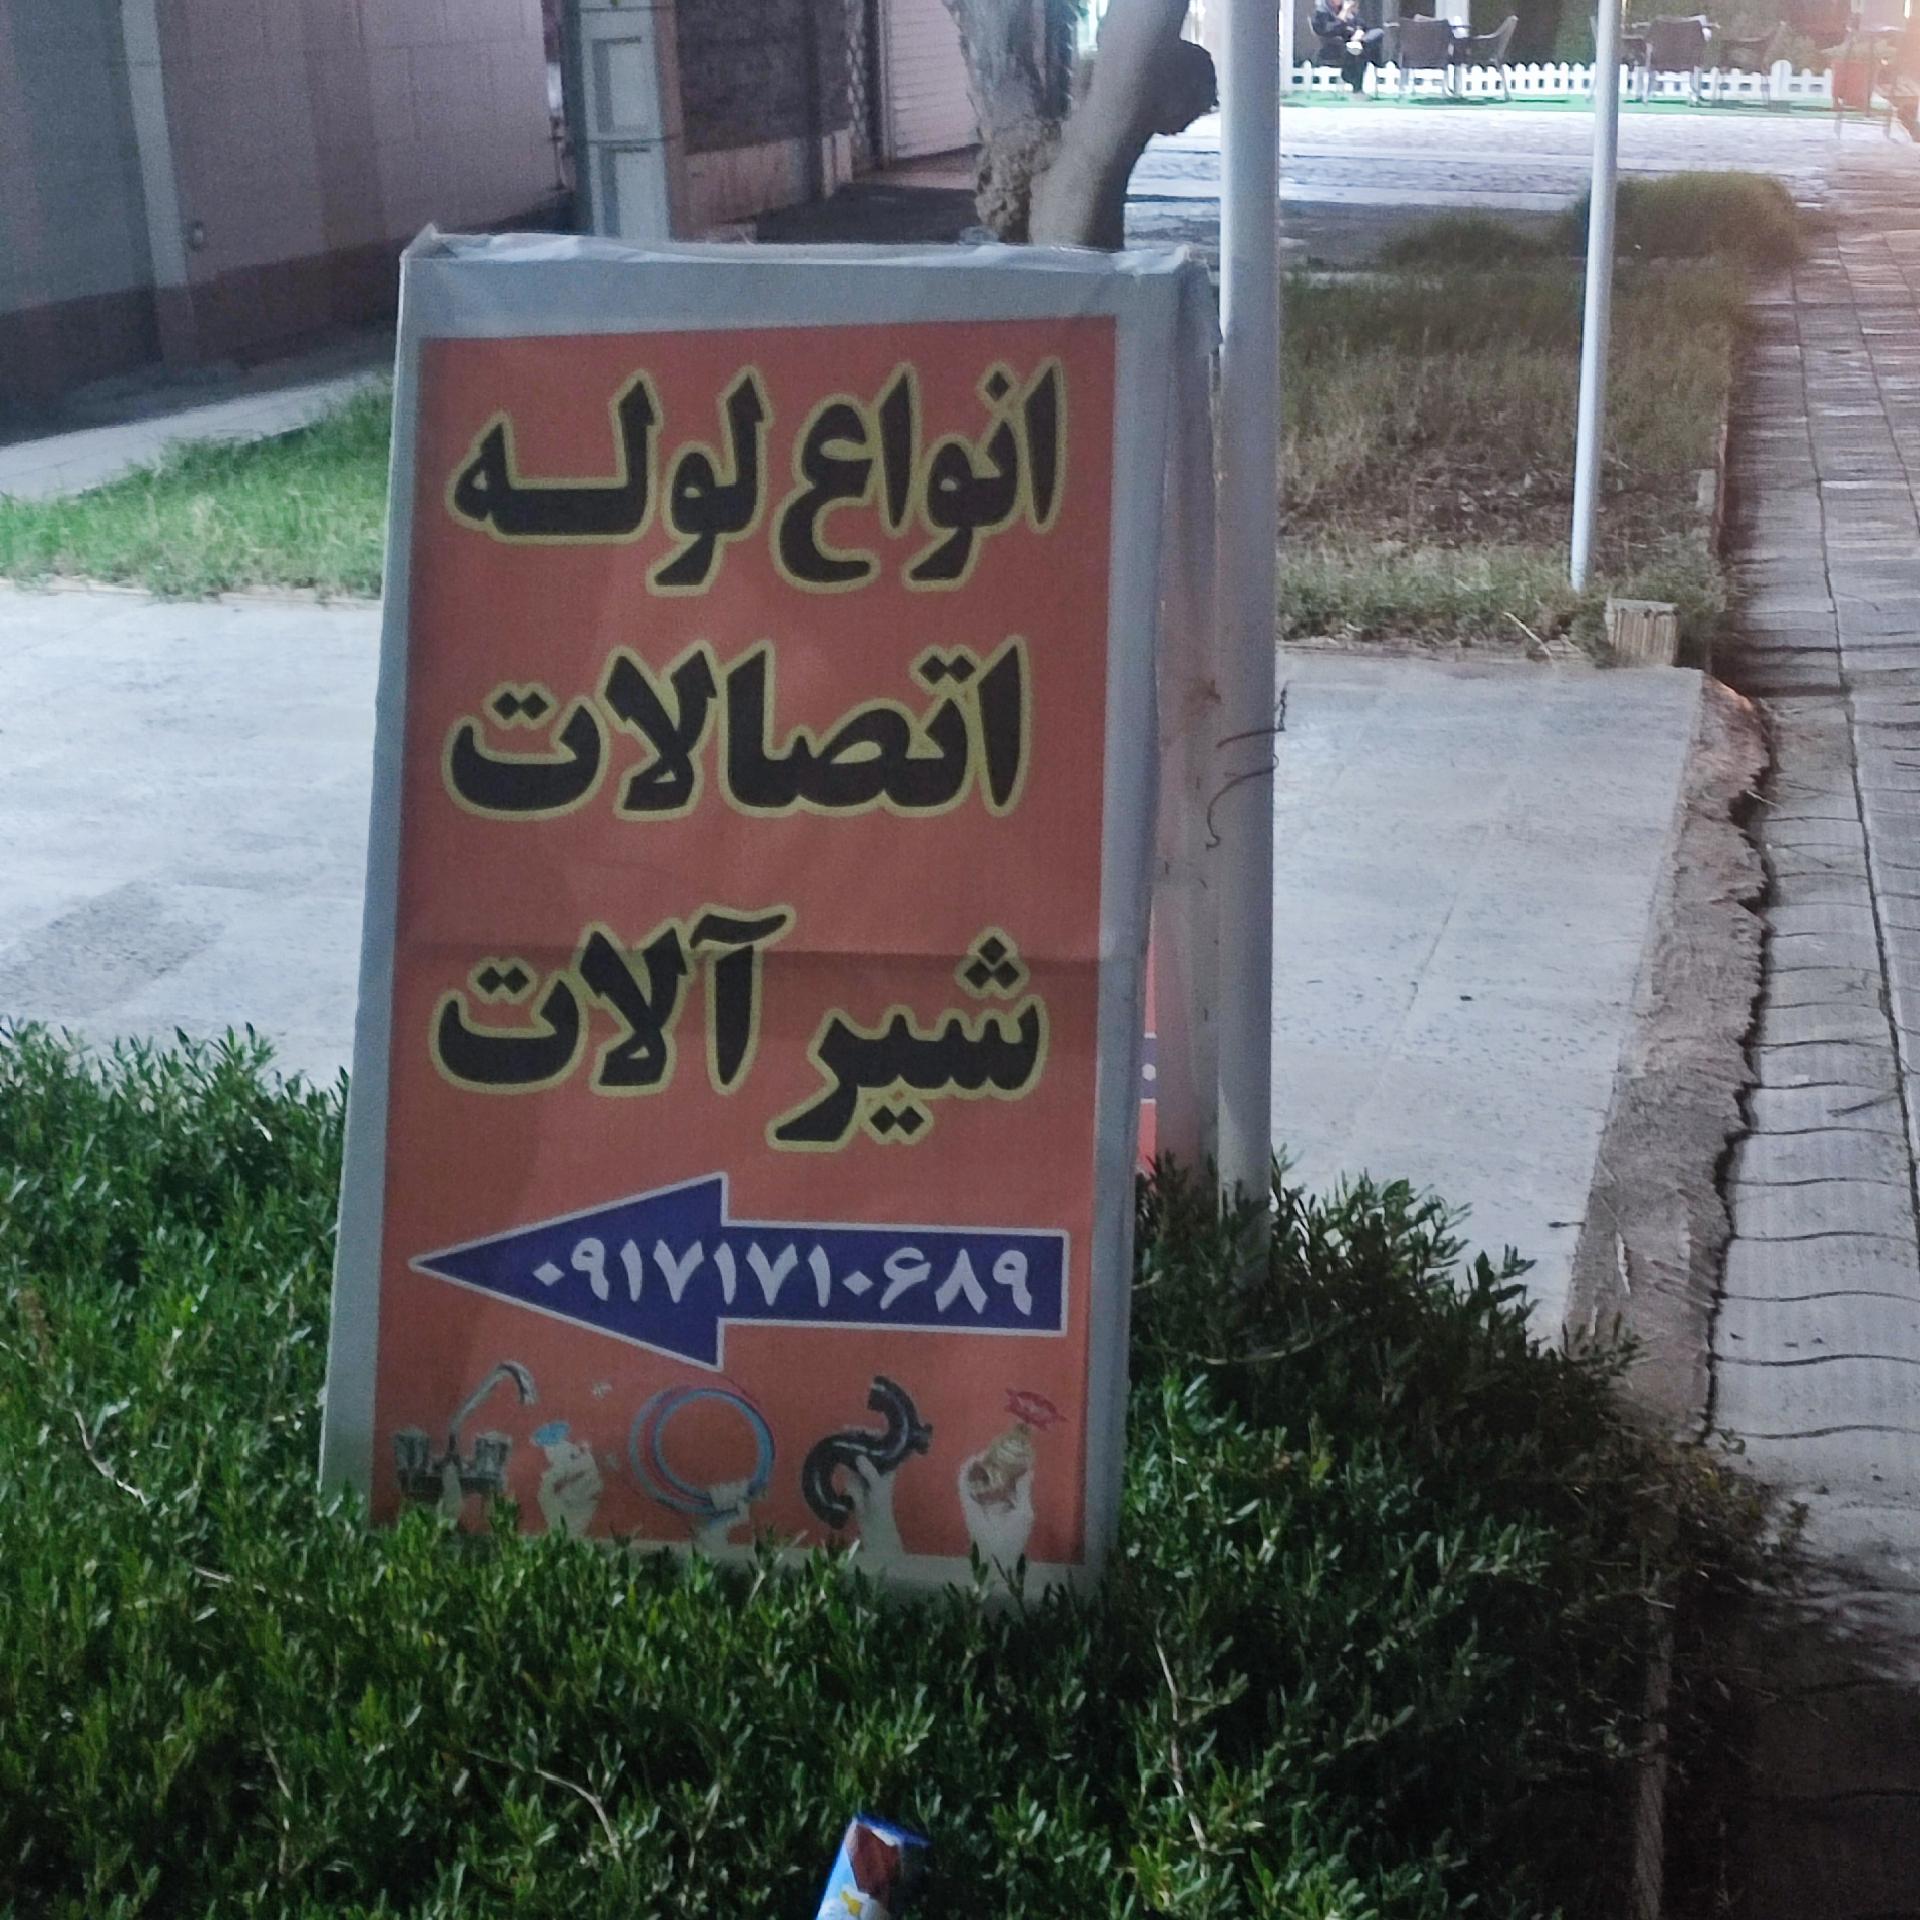 انواع لوله
اتصالات
شیر آلات
۰۹۱۷۱۷۱۰۶۸۹